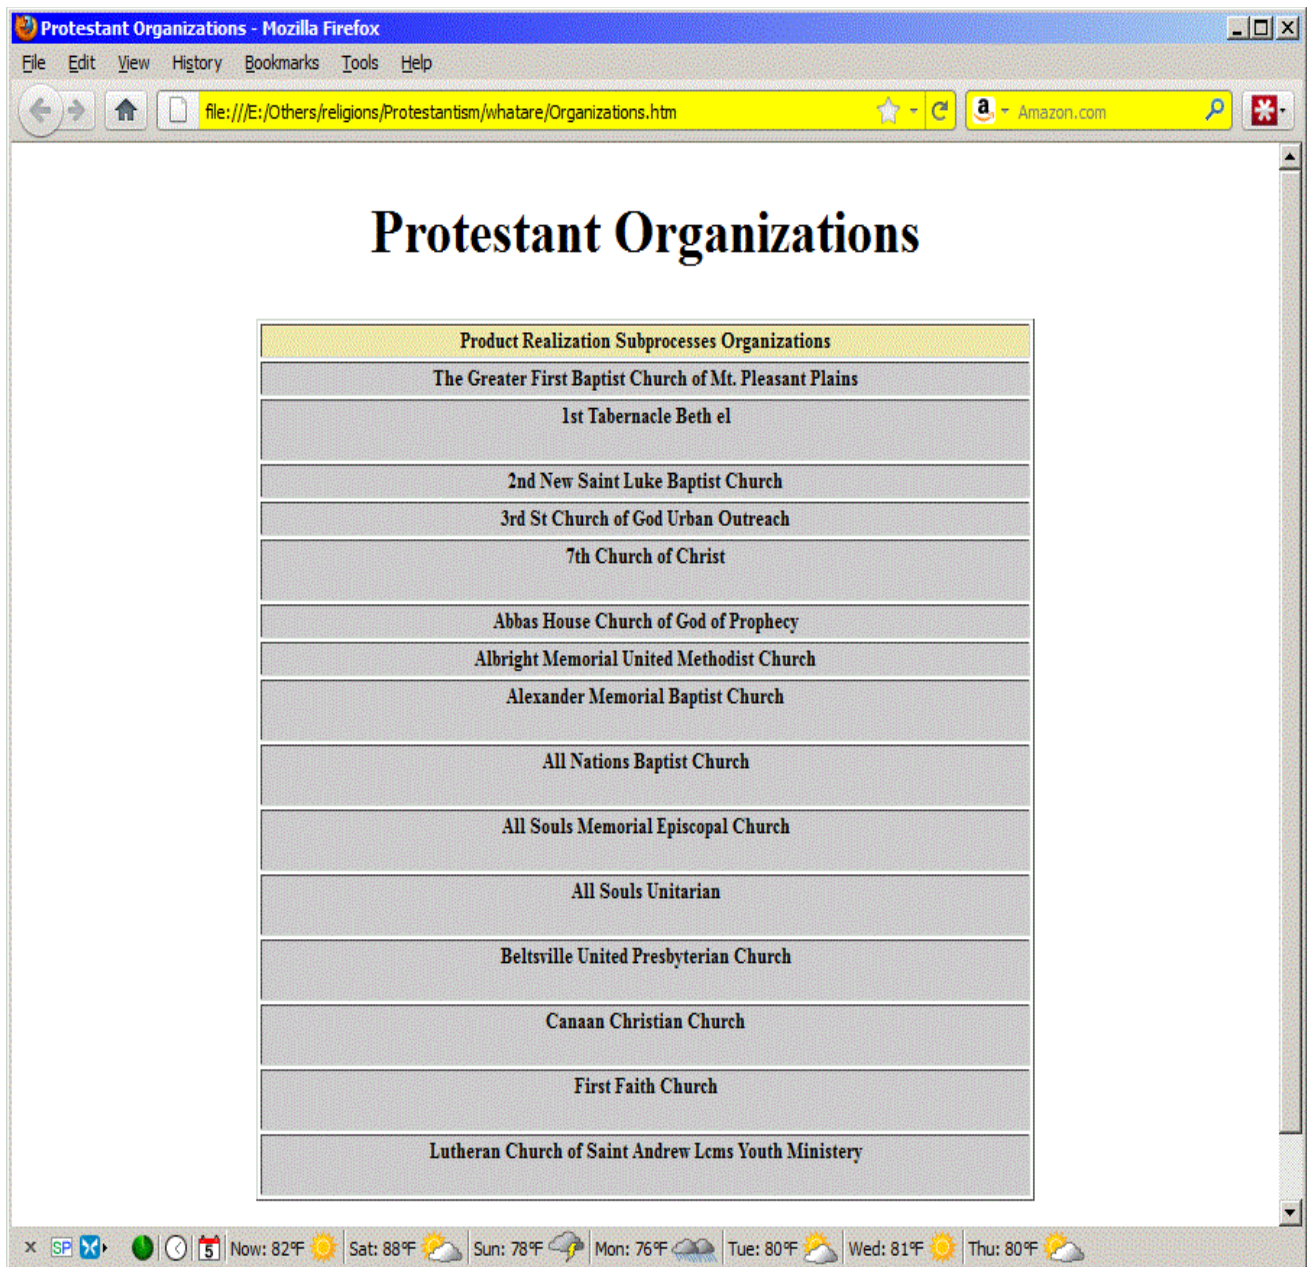 Protestant Organizations - Mozilla Firefox
File Edit View History Bookmarks Tools Help
file:///E:/Others/religions/Protestantism/whatare/Organizations.htm
a Amazon.com
Protestant Organizations
Product Realization Subprocesses Organizations
The Greater First Baptist Church of Mt. Pleasant Plains
1st Tabernacle Beth el
2nd New Saint Luke Baptist Church
3rd St Church of God Urban Outreach
7th Church of Christ
Abbas House Church of God of Prophecy
Albright Memorial United Methodist Church
Alexander Memorial Baptist Church
All Nations Baptist Church
All Souls Memorial Episcopal Church
All Souls Unitarian
Beltsville United Presbyterian Church
Canaan Christian Church
First Faith Church
Lutheran Church of Saint Andrew Lcms Youth Ministery
SP 5 Now: 82°F Sat: 88°F Sun: 78°F Mon: 76°F Tue: 80°F Wed: 81°F Thu: 80°F